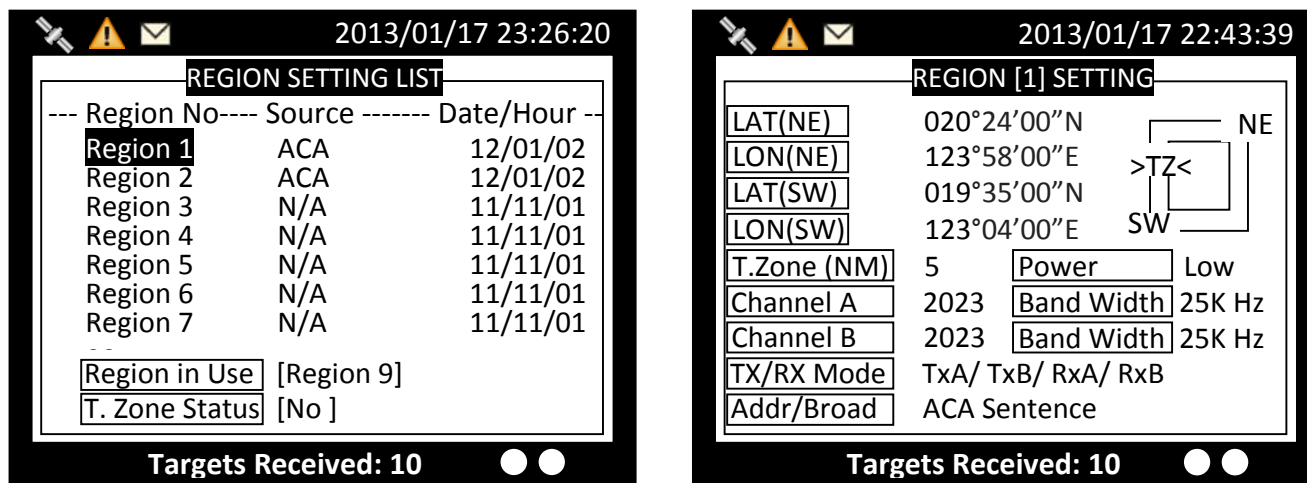 2013/01/17 23:26:20
REGION SETTING LIST
--- Region No---- Source ------- Date/Hour --
Region 1 ACA 12/01/02
Region 2 ACA 12/01/02
Region 3 N/A 11/11/01
Region 4 N/A 11/11/01
Region 5 N/A 11/11/01
Region 6 N/A 11/11/01
Region 7 N/A 11/11/01
Region in Use [Region 9]
T. Zone Status [No ]
Targets Received: 10
2013/01/17 22:43:39
REGION [1] SETTING
LAT(NE) 020°24’00”N NE
LON(NE) 123°58’00”E >TZ<
LAT(SW) 019°35’00”N
LON(SW) 123°04’00”E SW
T.Zone (NM) 5 Power Low
Channel A 2023 Band Width 25K Hz
Channel B 2023 Band Width 25K Hz
TX/RX Mode TxA/ TxB/ RxA/ RxB
Addr/Broad ACA Sentence
Targets Received: 10